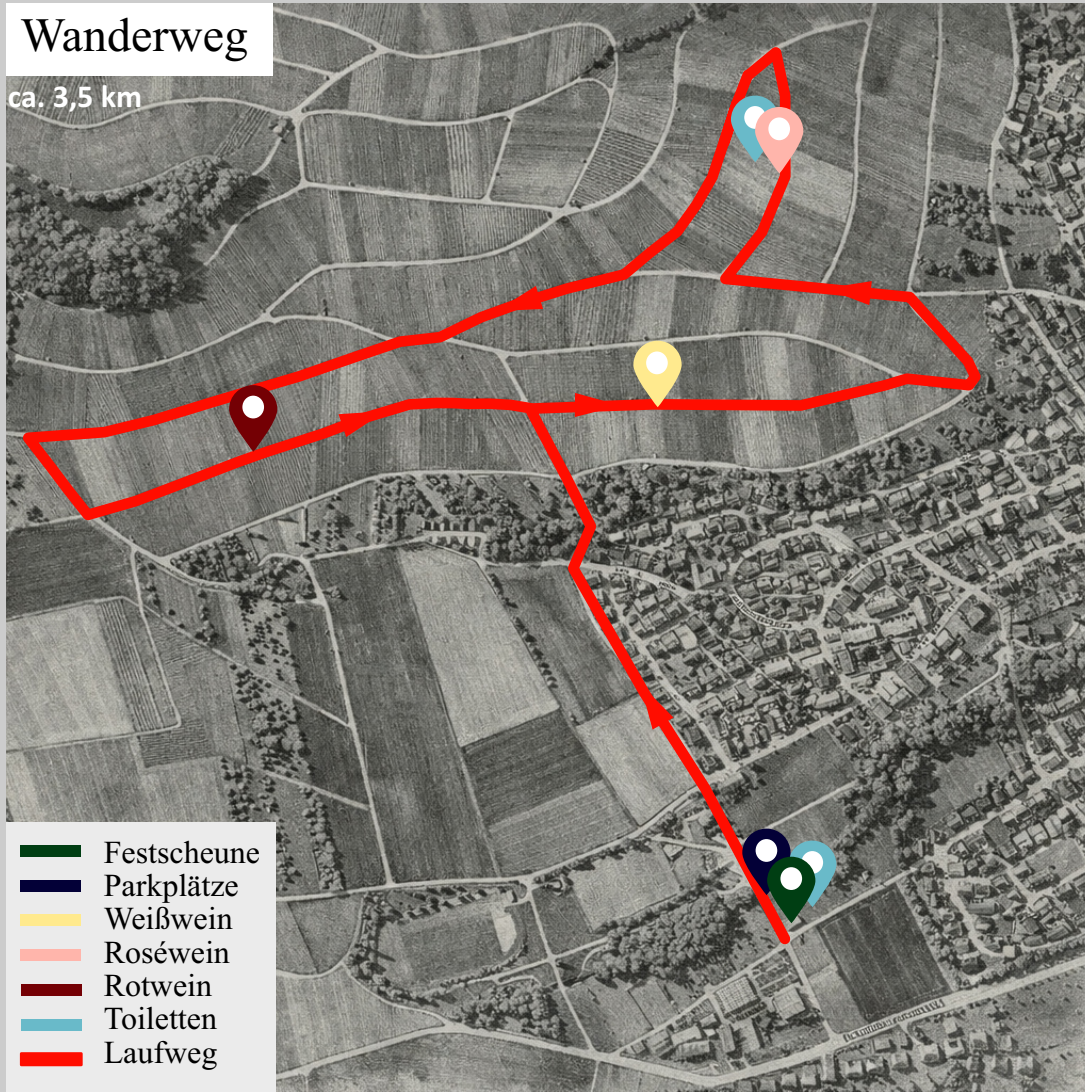 Wanderweg
ca. 3,5 km
Festscheune
Parkplätze
Weißwein
Roséwein
Rotwein
Toiletten
Laufweg